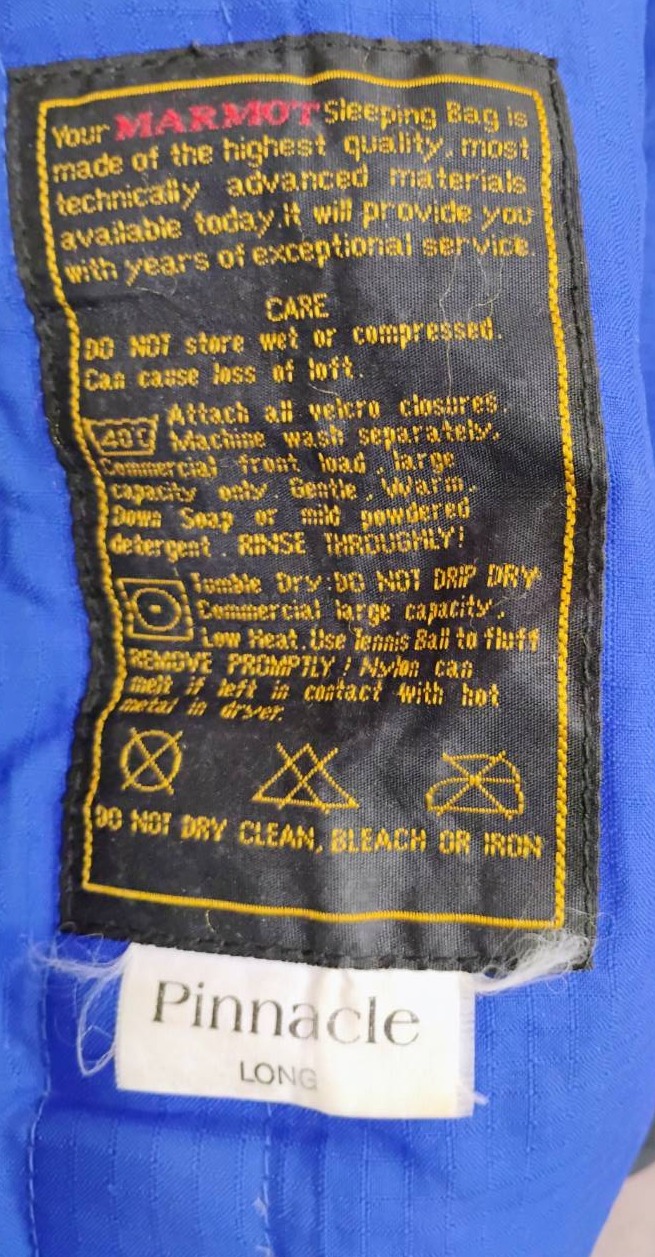 Your MARMOT Sleeping Bag is
made of the highest quality, most
technically advanced materials
available today. It will provide you
with years of exceptional service.
CARE
DO NOT store wet or compressed.
Can cause loss of loft.
Attach all velcro closures.
40C Machine wash separately.
Commercial front load, large
capacity only. Gentle, Warm.
Down Soap or mild powdered
detergent. RINSE THROUGHLY!
Tumble Dry: DO NOT DRIP DRY
Commercial large capacity.
Low Heat. Use Tennis Ball to fluff
REMOVE PROMPTLY! Nylon can
melt if left in contact with hot
metal in dryer.
DO NOT DRY CLEAN, BLEACH OR IRON
Pinnacle
LONG